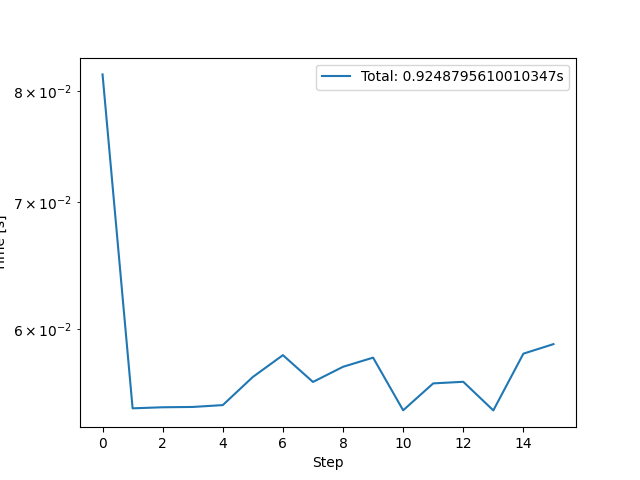 Total: 0.9248795610010347s
8 × 10⁻²
7 × 10⁻²
6 × 10⁻²
[s]
0 2 4 6 8 10 12 14
Step